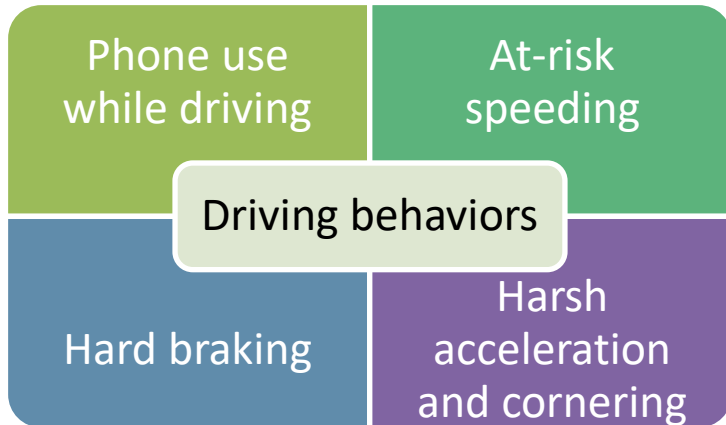 Phone use
while driving
At-risk
speeding
Driving behaviors
Hard braking
Harsh
acceleration
and cornering